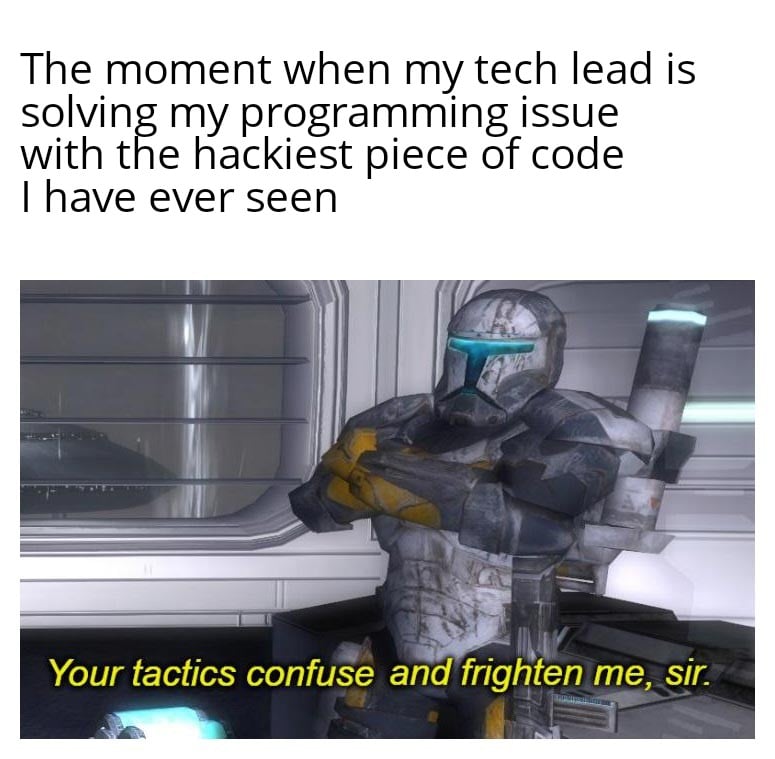 The moment when my tech lead is
solving my programming issue
with the hackiest piece of code
I have ever seen
Your tactics confuse and frighten me, sir.